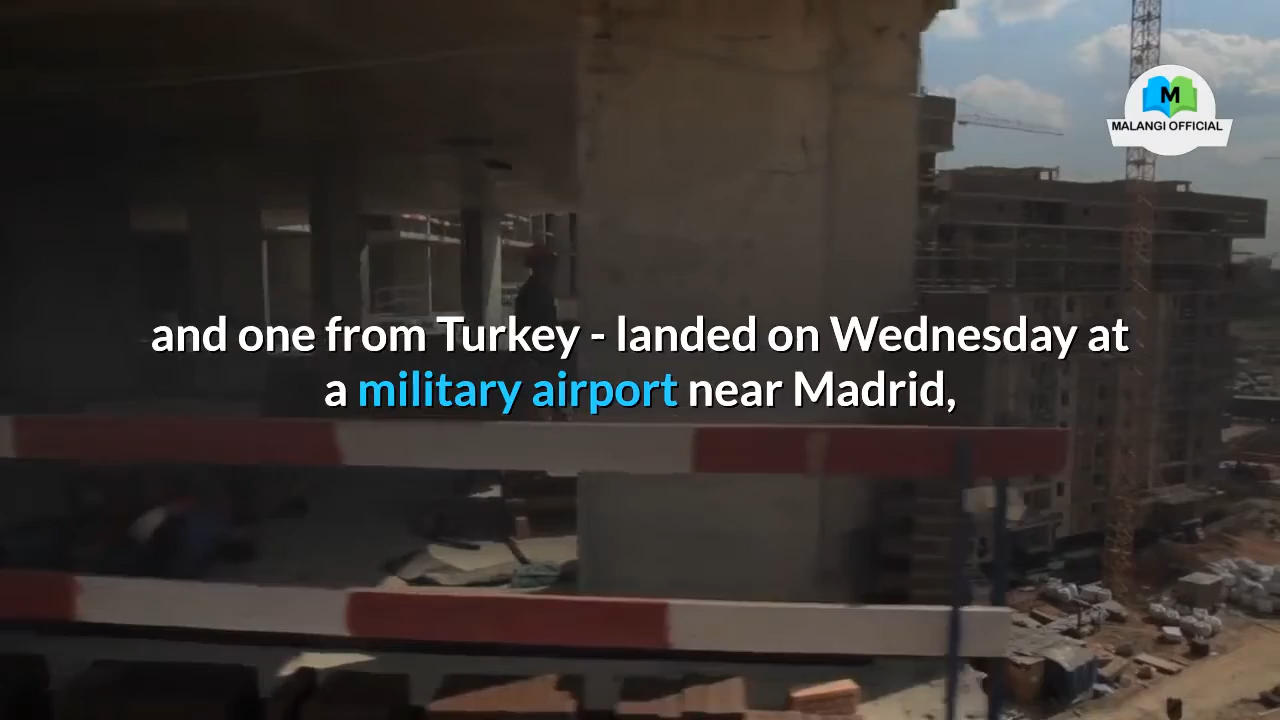 M
MALANGI OFFICIAL
and one from Turkey - landed on Wednesday at
a military airport near Madrid,